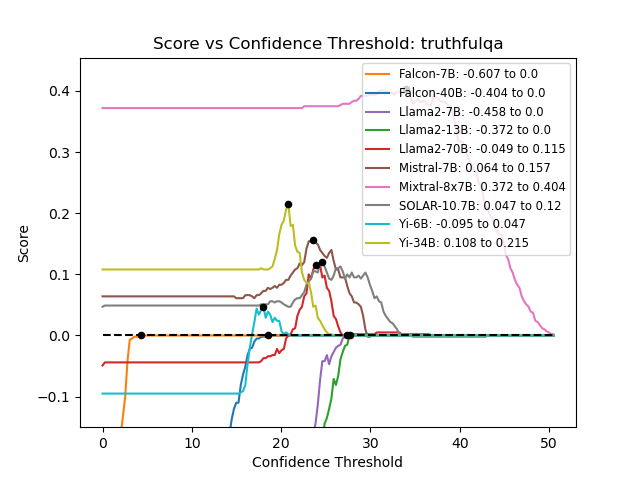 Score vs Confidence Threshold: truthfulqa
Score
0.4
0.3
0.2
0.1
0.0
−0.1
Falcon-7B: -0.607 to 0.0
Falcon-40B: -0.404 to 0.0
Llama2-7B: -0.458 to 0.0
Llama2-13B: -0.372 to 0.0
Llama2-70B: -0.049 to 0.115
Mistral-7B: 0.064 to 0.157
Mixtral-8x7B: 0.372 to 0.404
SOLAR-10.7B: 0.047 to 0.12
Yi-6B: -0.095 to 0.047
Yi-34B: 0.108 to 0.215
0 10 20 30 40 50
Confidence Threshold